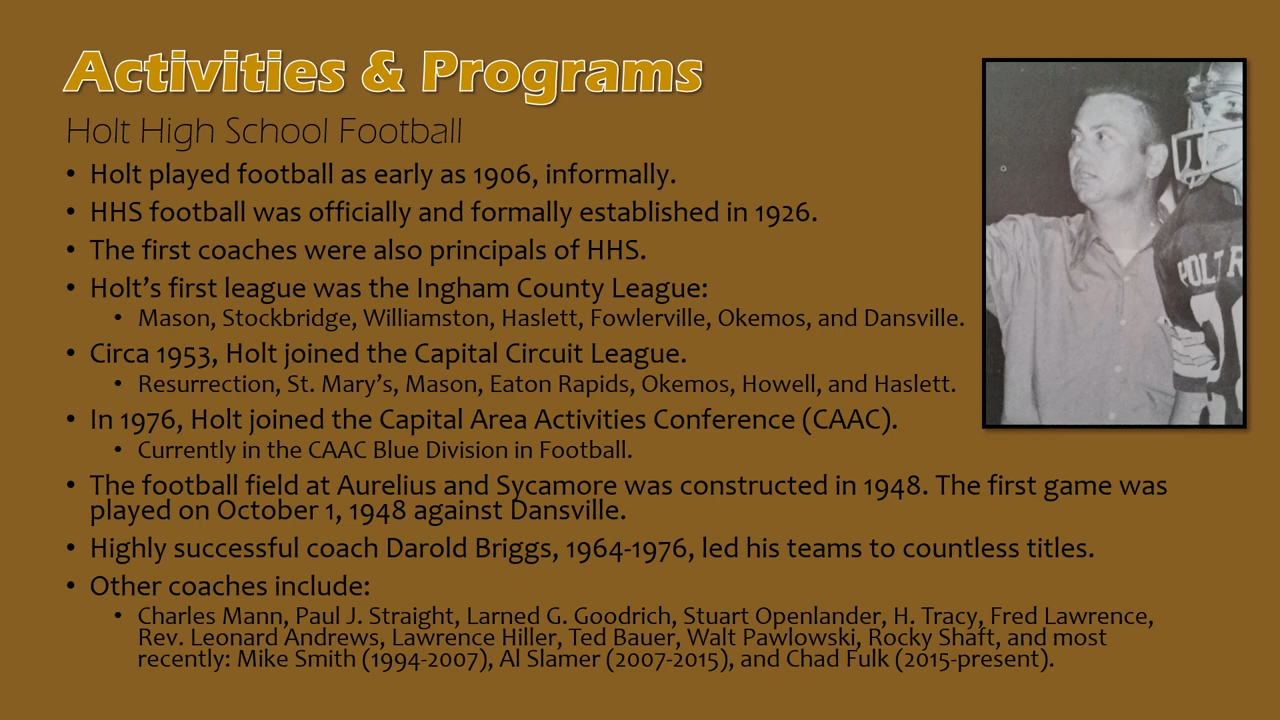 Activities & Programs
Holt High School Football
• Holt played football as early as 1906, informally.
• HHS football was officially and formally established in 1926.
• The first coaches were also principals of HHS.
• Holt’s first league was the Ingham County League:
• Mason, Stockbridge, Williamston, Haslett, Fowlerville, Okemos, and Dansville.
• Circa 1953, Holt joined the Capital Circuit League.
• Resurrection, St. Mary’s, Mason, Eaton Rapids, Okemos, Howell, and Haslett.
• In 1976, Holt joined the Capital Area Activities Conference (CAAC).
• Currently in the CAAC Blue Division in Football.
• The football field at Aurelius and Sycamore was constructed in 1948. The first game was
played on October 1, 1948 against Dansville.
• Highly successful coach Darold Briggs, 1964-1976, led his teams to countless titles.
• Other coaches include:
• Charles Mann, Paul J. Straight, Larned G. Goodrich, Stuart Openlander, H. Tracy, Fred Lawrence,
Rev. Leonard Andrews, Lawrence Hiller, Ted Bauer, Walt Pawlowski, Rocky Shaft, and most
recently: Mike Smith (1994-2007), Al Slamer (2007-2015), and Chad Fulk (2015-present).
HOLT R